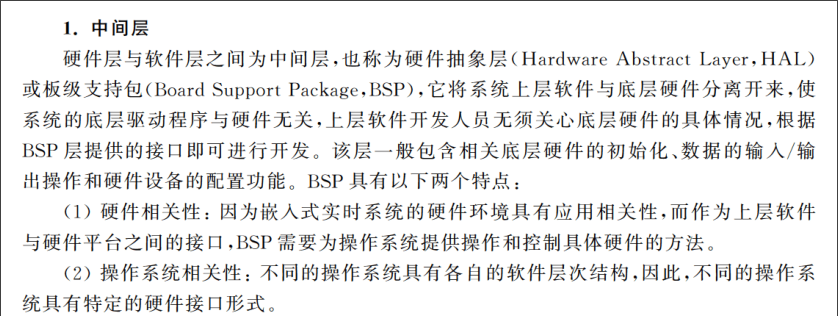 1. 中间层
硬件层与软件层之间为中间层,也称为硬件抽象层(Hardware Abstract Layer,HAL)
或板级支持包(Board Support Package,BSP),它将系统上层软件与底层硬件分离开来,使
系统的底层驱动程序与硬件无关,上层软件开发人员无须关心底层硬件的具体情况,根据
BSP 层提供的接口即可进行开发。该层一般包含相关底层硬件的初始化、数据的输入/输
出操作和硬件设备的配置功能。BSP 具有以下两个特点:
(1) 硬件相关性: 因为嵌入式实时系统的硬件环境具有应用相关性,而作为上层软件
与硬件平台之间的接口,BSP 需要为操作系统提供操作和控制具体硬件的方法。
(2) 操作系统相关性: 不同的操作系统具有各自的软件层次结构,因此,不同的操作系
统具有特定的硬件接口形式。